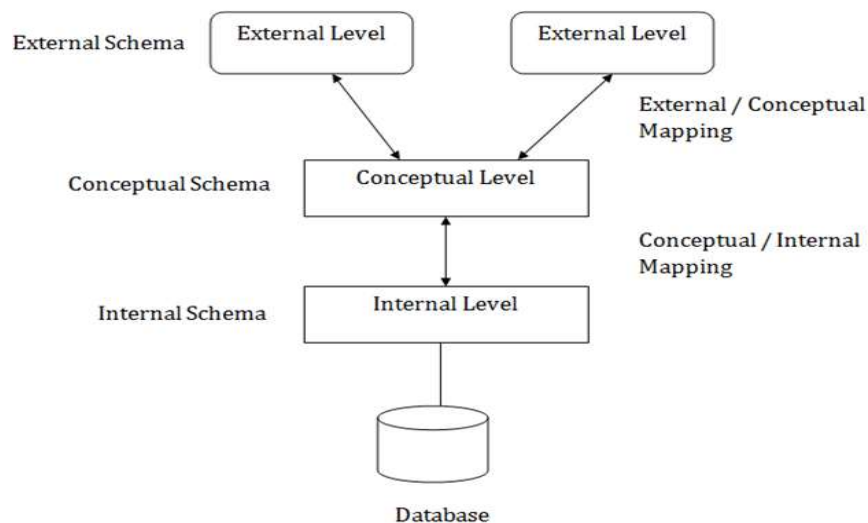 External Schema
External Level
External Level
External / Conceptual
Mapping
Conceptual Schema
Conceptual Level
Conceptual / Internal
Mapping
Internal Schema
Internal Level
Database